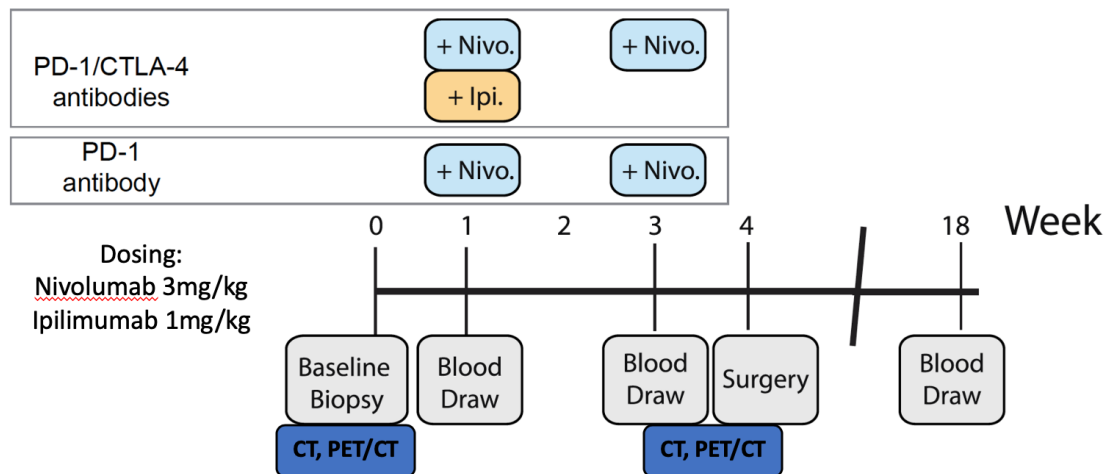 PD-1/CTLA-4
antibodies
+ Nivo.
+ Nivo.
+ Ipi.
PD-1
antibody
+ Nivo.
+ Nivo.
0
1
2
3
4
18
Week
Dosing:
Nivolumab 3mg/kg
Ipilimumab 1mg/kg
Baseline
Biopsy
Blood
Draw
Blood
Draw
Surgery
Blood
Draw
CT, PET/CT
CT, PET/CT